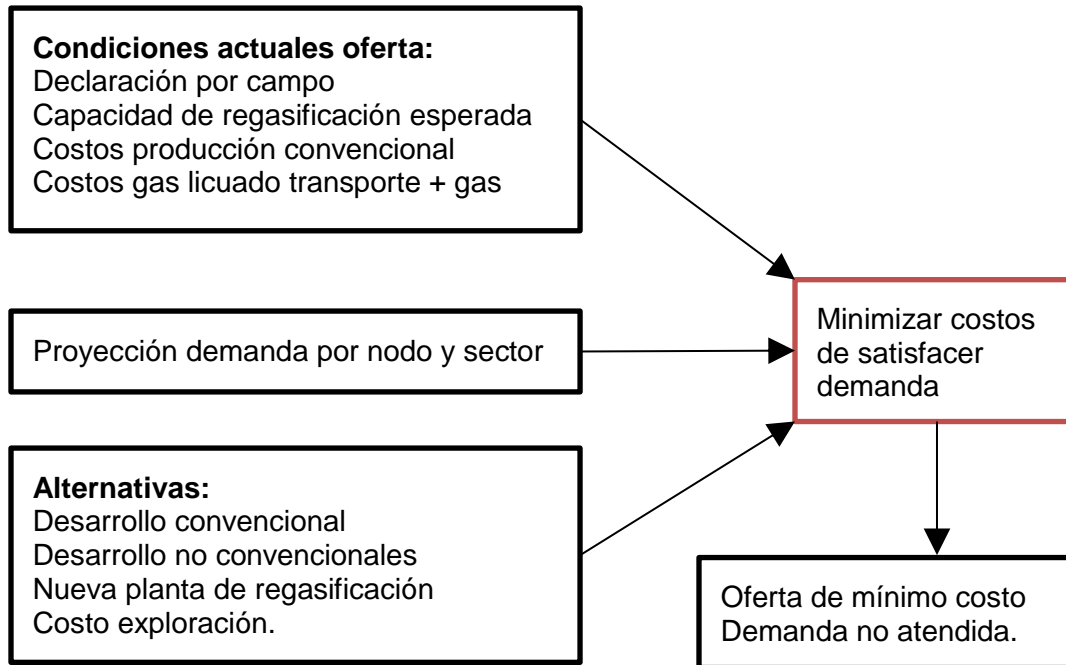 Condiciones actuales oferta:
Declaración por campo
Capacidad de regasificación esperada
Costos producción convencional
Costos gas licuado transporte + gas
Proyección demanda por nodo y sector
Minimizar costos
de satisfacer
demanda
Alternativas:
Desarrollo convencional
Desarrollo no convencionales
Nueva planta de regasificación
Costo exploración.
Oferta de mínimo costo
Demanda no atendida.